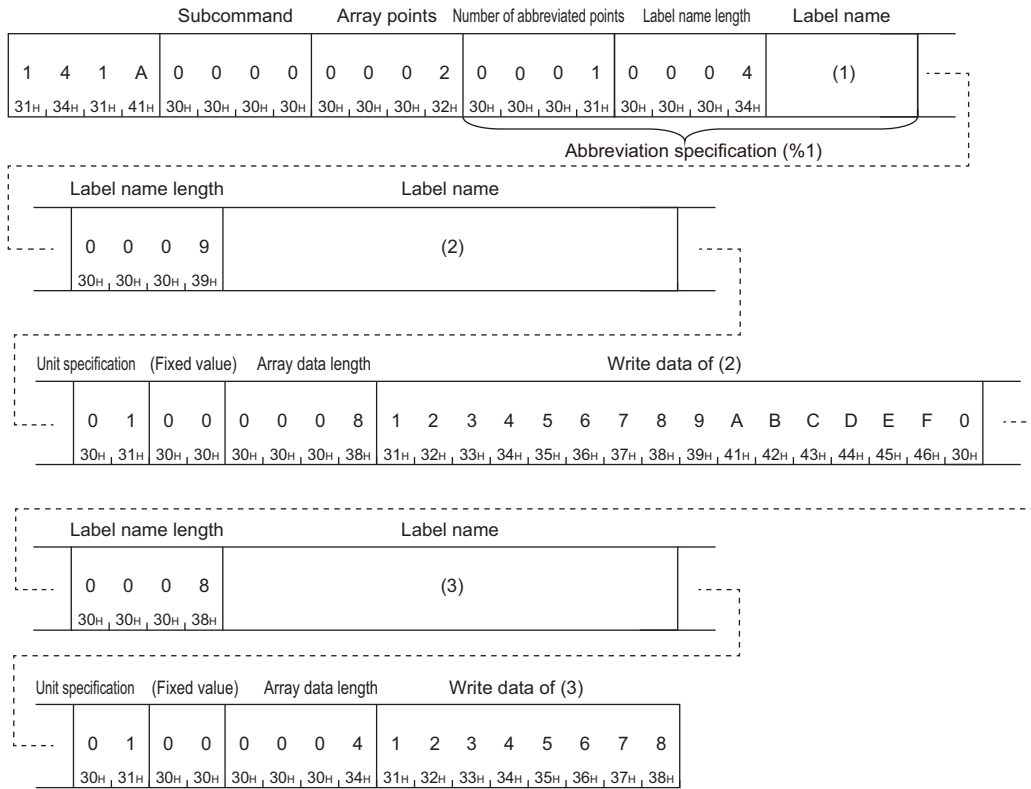 Subcommand Array points Number of abbreviated points Label name length Label name
1 4 1 A 0 0 0 0 0 0 0 2 0 0 0 1 0 0 0 4 (1)
31H 34H 31H 41H 30H 30H 30H 30H 30H 30H 30H 32H 30H 30H 30H 31H 30H 30H 30H 34H
Abbreviation specification (%1)
Label name length Label name
0 0 0 9 (2)
30H 30H 30H 39H
Unit specification (Fixed value) Array data length Write data of (2)
0 1 0 0 0 0 0 8 1 2 3 4 5 6 7 8 9 A B C D E F 0
30H 31H 30H 30H 30H 30H 30H 38H 31H 32H 33H 34H 35H 36H 37H 38H 39H 41H 42H 43H 44H 45H 46H 30H
Label name length Label name
0 0 0 8 (3)
30H 30H 30H 38H
Unit specification (Fixed value) Array data length Write data of (3)
0 1 0 0 0 0 0 4 1 2 3 4 5 6 7 8
30H 31H 30H 30H 30H 30H 30H 34H 31H 32H 33H 34H 35H 36H 37H 38H